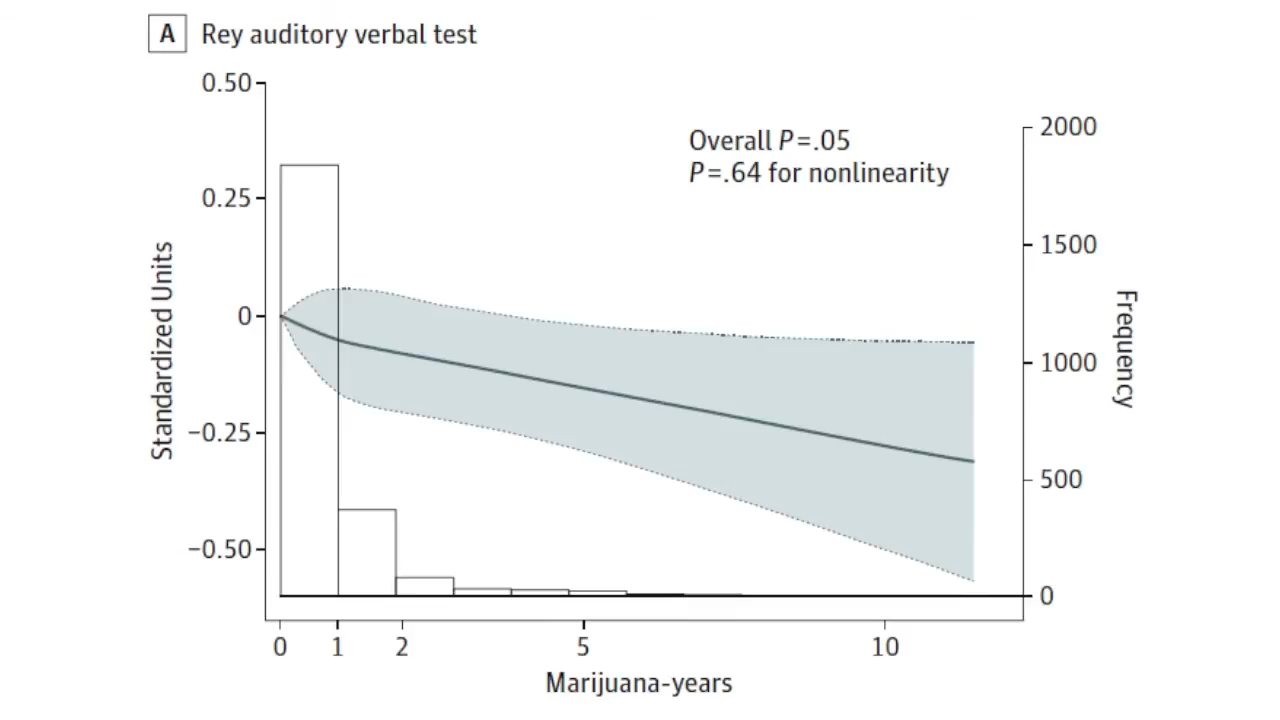 A Rey auditory verbal test
0.50
0.25
0
−0.25
−0.50
Standardized Units
Overall P=.05
P=.64 for nonlinearity
2000
1500
1000
500
0
Frequency
0 1 2 5 10
Marijuana-years